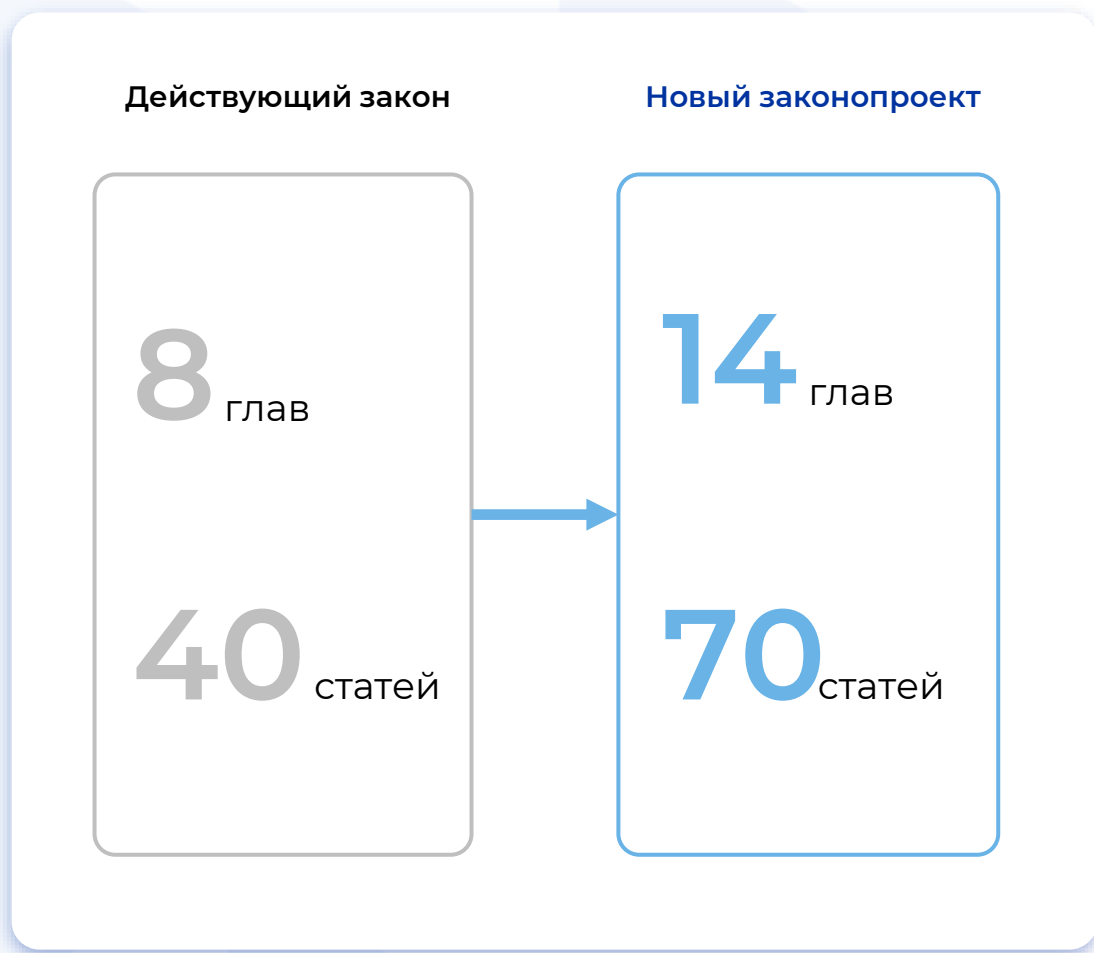 Действующий закон
8 глав
40 статей
Новый законопроект
14 глав
70 статей